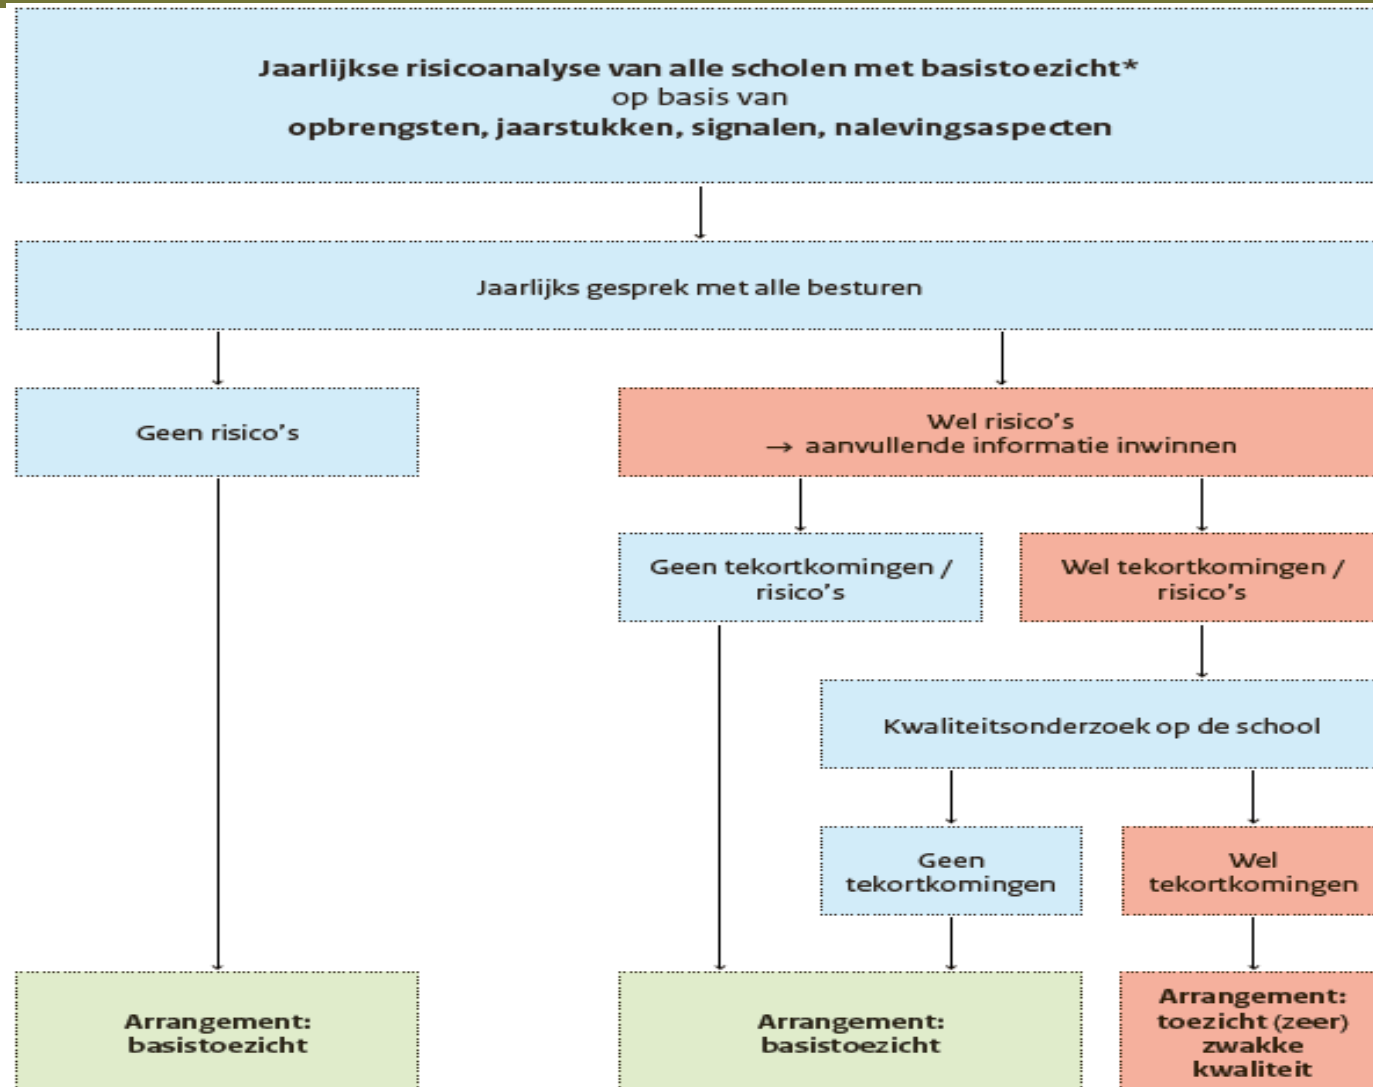 Jaarlijkse risicoanalyse van alle scholen met basistoezicht*
op basis van
opbrengsten, jaarstukken, signalen, nalevingsaspecten
Jaarlijks gesprek met alle besturen
Geen risico's
Wel risico's
→ aanvullende informatie inwinnen
Geen tekortkomingen /
risico's
Wel tekortkomingen /
risico's
Kwaliteitsonderzoek op de school
Geen
tekortkomingen
Wel
tekortkomingen
Arrangement:
basistoezicht
Arrangement:
basistoezicht
Arrangement:
toezicht (zeer)
zwakke
kwaliteit